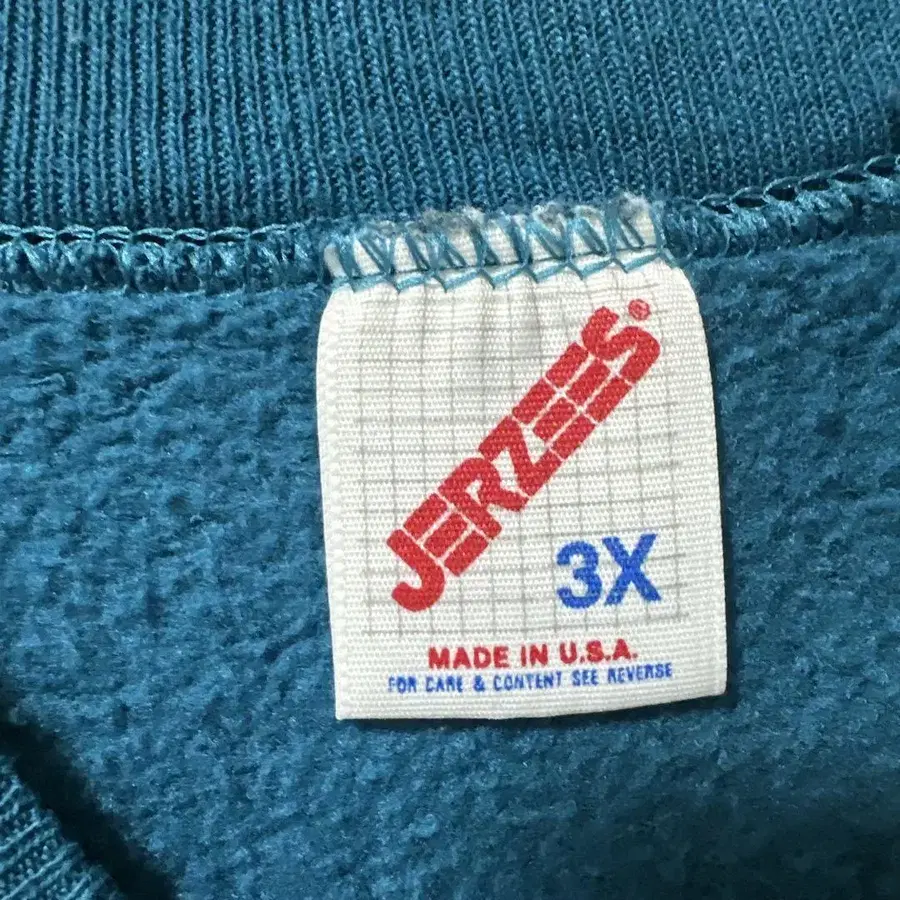 JERZEES®
3X
MADE IN U.S.A.
FOR CARE & CONTENT SEE REVERSE